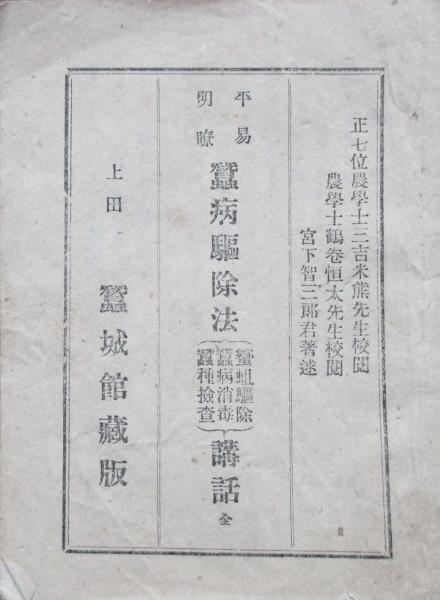 正七位農學士三吉米熊先生校閲
農學士鶴卷恒太先生校閲
宮下智三郎君著述
平易
明瞭
蠶病驅除法
蠁蛆驅除
蠶病消毒
蠶種撿査
講話 全
上田 蠶城館藏版